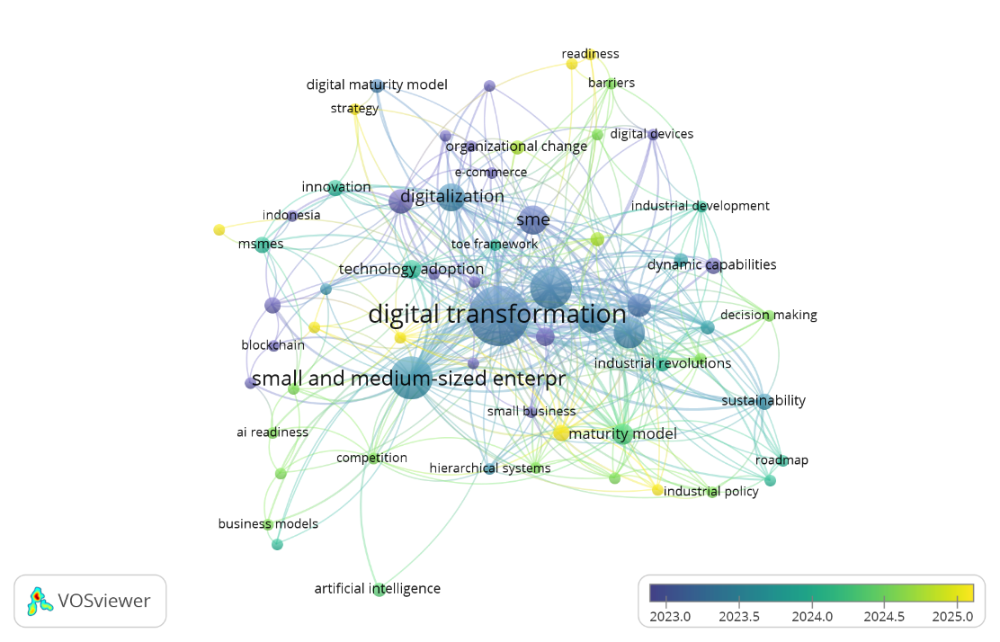 readiness
digital maturity model
barriers
strategy
organizational change
digital devices
e-commerce
innovation
digitalization
indonesia
sme
industrial development
msmes
toe framework
technology adoption
dynamic capabilities
digital transformation
decision making
blockchain
industrial revolutions
small and medium-sized enterpr
sustainability
small business
ai readiness
maturity model
competition
hierarchical systems
roadmap
industrial policy
business models
artificial intelligence
VOSviewer
2023.0 2023.5 2024.0 2024.5 2025.0